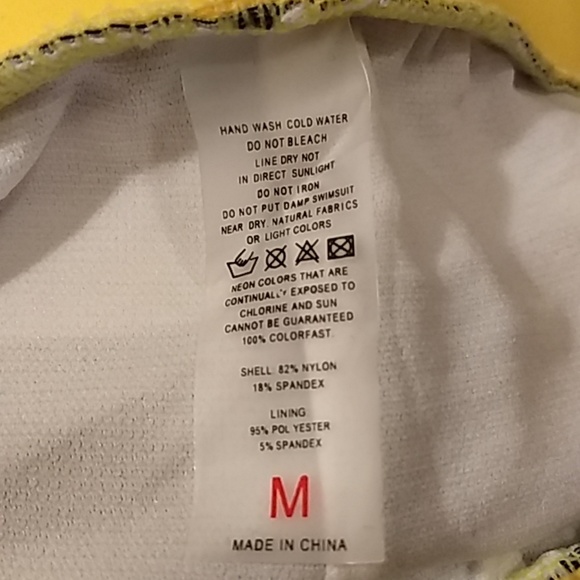 HAND WASH COLD WATER
DO NOT BLEACH
LINE DRY NOT
IN DIRECT SUNLIGHT
DO NOT IRON
DO NOT PUT DAMP SWIMSUIT
NEAR DRY. NATURAL FABRICS
OR LIGHT COLORS
NEON COLORS THAT ARE
CONTINUALLY EXPOSED TO
CHLORINE AND SUN
CANNOT BE GUARANTEED
100% COLORFAST.
SHELL: 82% NYLON
18% SPANDEX
LINING
95% POLYESTER
5% SPANDEX
M
MADE IN CHINA